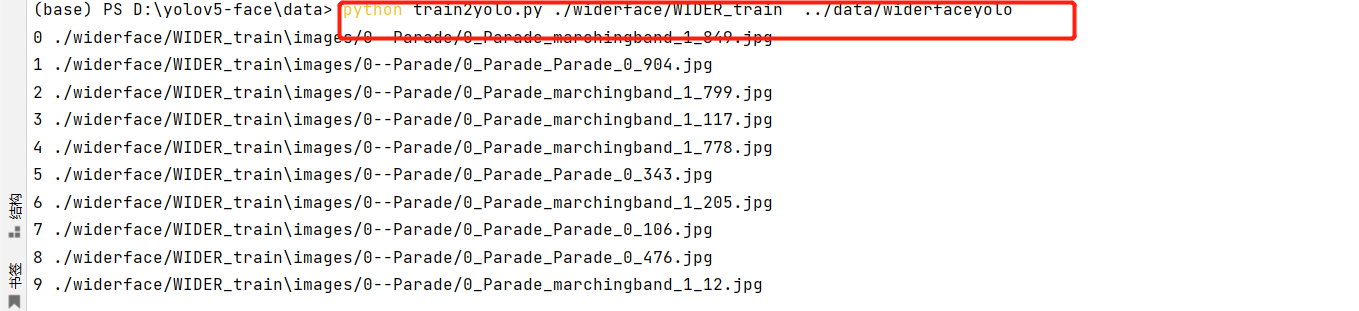 (base) PS D:\yolov5-face\data> python train2yolo.py ./widerface/WIDER_train  ../data/widerfaceyolo
0 ./widerface/WIDER_train\images/0--Parade/0_Parade_marchingband_1_849.jpg
1 ./widerface/WIDER_train\images/0--Parade/0_Parade_Parade_0_904.jpg
2 ./widerface/WIDER_train\images/0--Parade/0_Parade_marchingband_1_799.jpg
3 ./widerface/WIDER_train\images/0--Parade/0_Parade_marchingband_1_117.jpg
4 ./widerface/WIDER_train\images/0--Parade/0_Parade_marchingband_1_778.jpg
5 ./widerface/WIDER_train\images/0--Parade/0_Parade_Parade_0_343.jpg
6 ./widerface/WIDER_train\images/0--Parade/0_Parade_marchingband_1_205.jpg
7 ./widerface/WIDER_train\images/0--Parade/0_Parade_Parade_0_106.jpg
8 ./widerface/WIDER_train\images/0--Parade/0_Parade_Parade_0_476.jpg
9 ./widerface/WIDER_train\images/0--Parade/0_Parade_marchingband_1_12.jpg
结构
书签